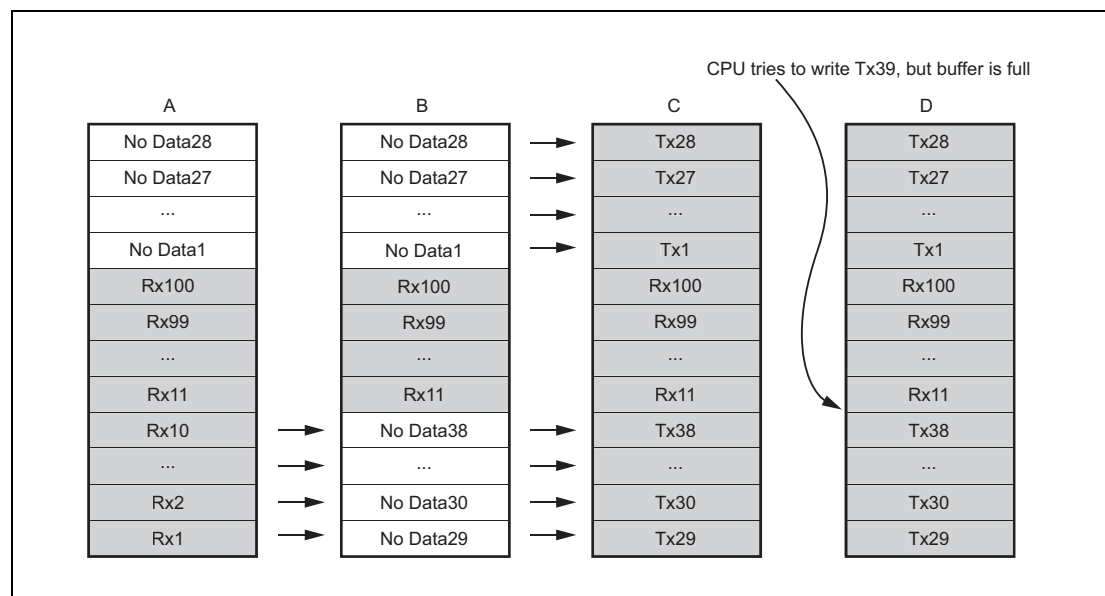 CPU tries to write Tx39, but buffer is full
A
B
C
D
No Data28
No Data28
Tx28
Tx28
No Data27
No Data27
Tx27
Tx27
...
...
...
...
No Data1
No Data1
Tx1
Tx1
Rx100
Rx100
Rx100
Rx100
Rx99
Rx99
Rx99
Rx99
...
...
...
...
Rx11
Rx11
Rx11
Rx11
Rx10
No Data38
Tx38
Tx38
...
...
...
...
Rx2
No Data30
Tx30
Tx30
Rx1
No Data29
Tx29
Tx29